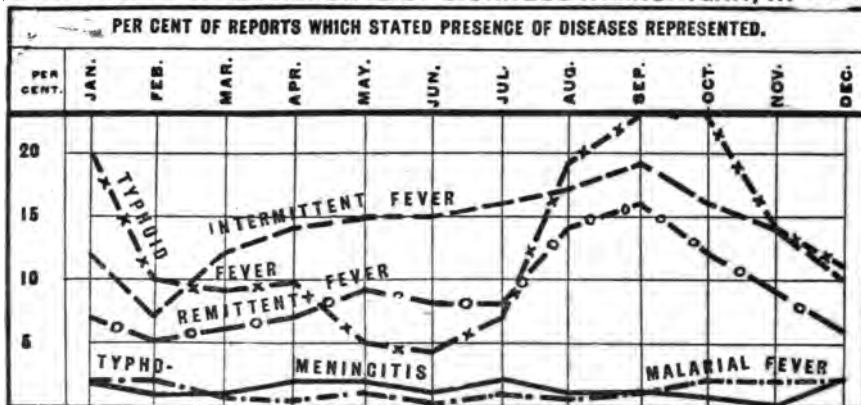 PER CENT OF REPORTS WHICH STATED PRESENCE OF DISEASES REPRESENTED.
PER CENT. JAN. FEB. MAR. APR. MAY. JUN. JUL. AUG. SEP. OCT. NOV. DEC.
20
TYPHOID
INTERMITTENT FEVER
15
10
FEVER
REMITTENT FEVER
5
TYPHO- MENINGITIS MALARIAL FEVER